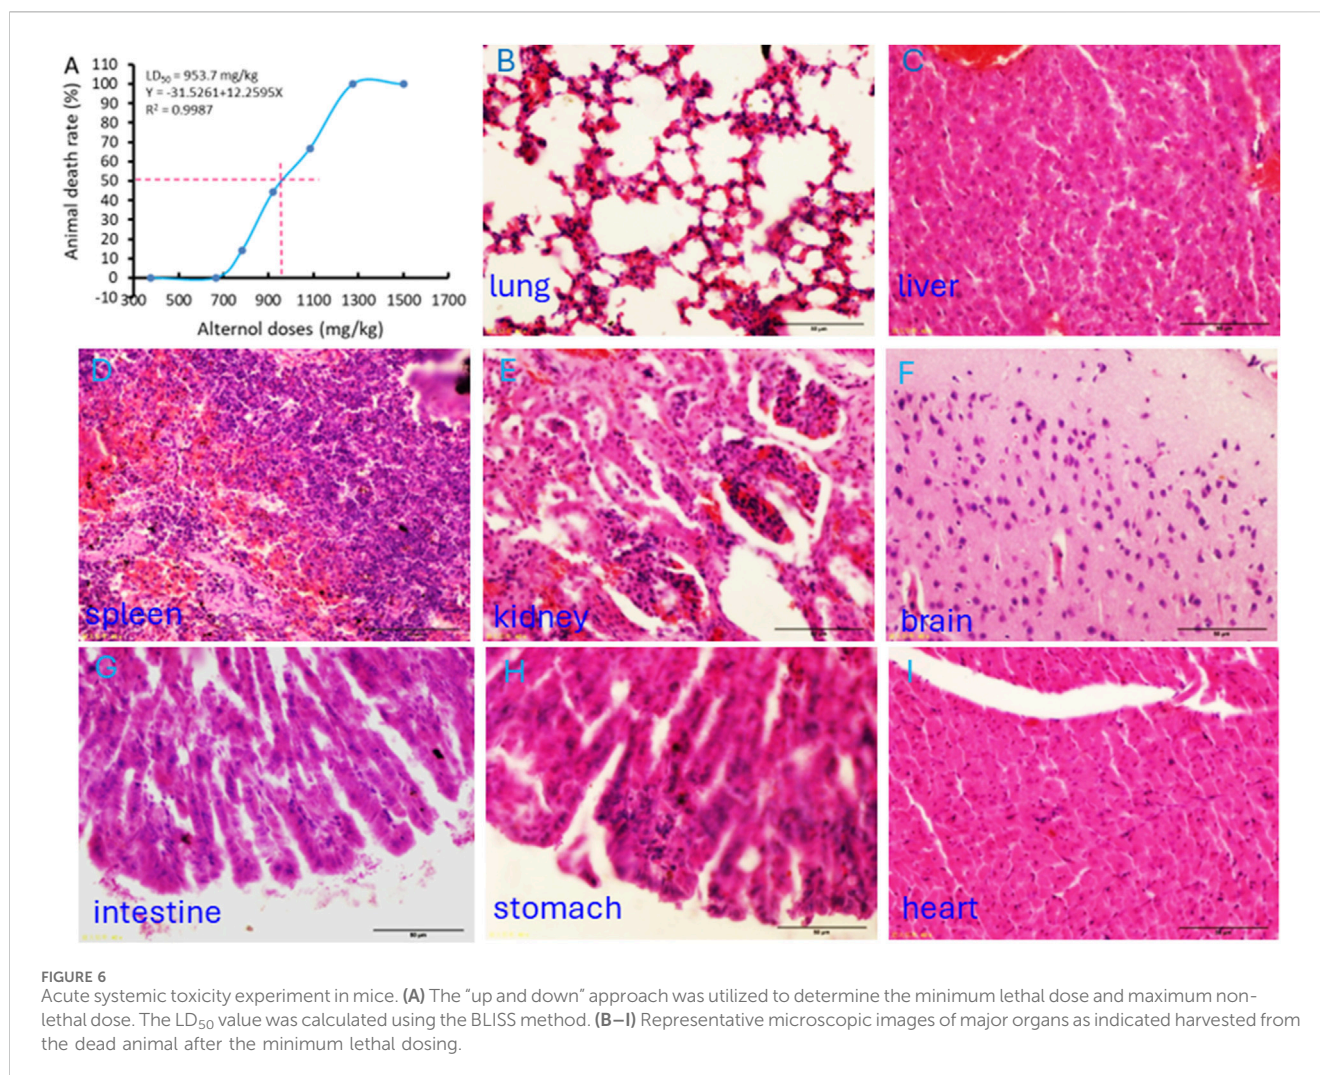 A
LD50 = 953.7 mg/kg
Y = -31.5261+12.2595X
R² = 0.9987
Animal death rate (%)
110
100
90
80
70
60
50
40
30
20
10
0
-10
300 500 700 900 1100 1300 1500 1700
Alternol doses (mg/kg)
B
lung
C
liver
D
spleen
E
kidney
F
brain
G
intestine
H
stomach
I
heart
FIGURE 6
Acute systemic toxicity experiment in mice. (A) The “up and down” approach was utilized to determine the minimum lethal dose and maximum non-
lethal dose. The LD50 value was calculated using the BLISS method. (B–I) Representative microscopic images of major organs as indicated harvested from
the dead animal after the minimum lethal dosing.